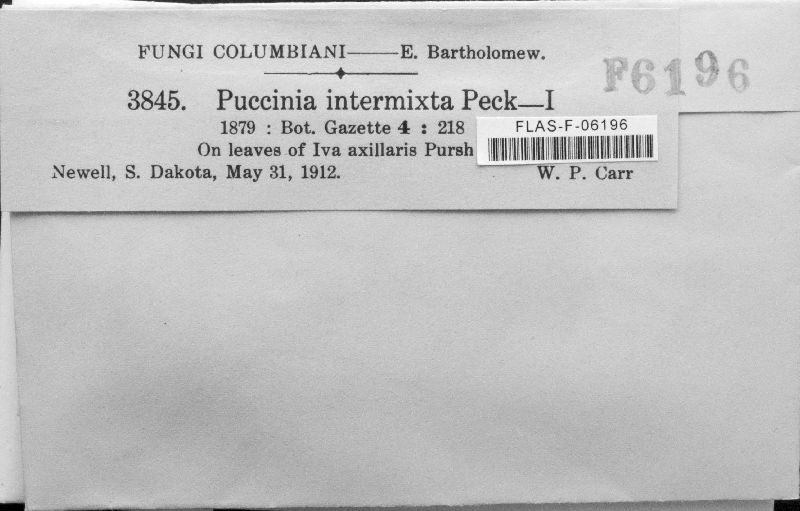 FUNGI COLUMBIANI——E. Bartholomew.
F6196
3845. Puccinia intermixta Peck—I
1879 : Bot. Gazette 4 : 218
FLAS-F-06196
On leaves of Iva axillaris Pursh
Newell, S. Dakota, May 31, 1912. W. P. Carr